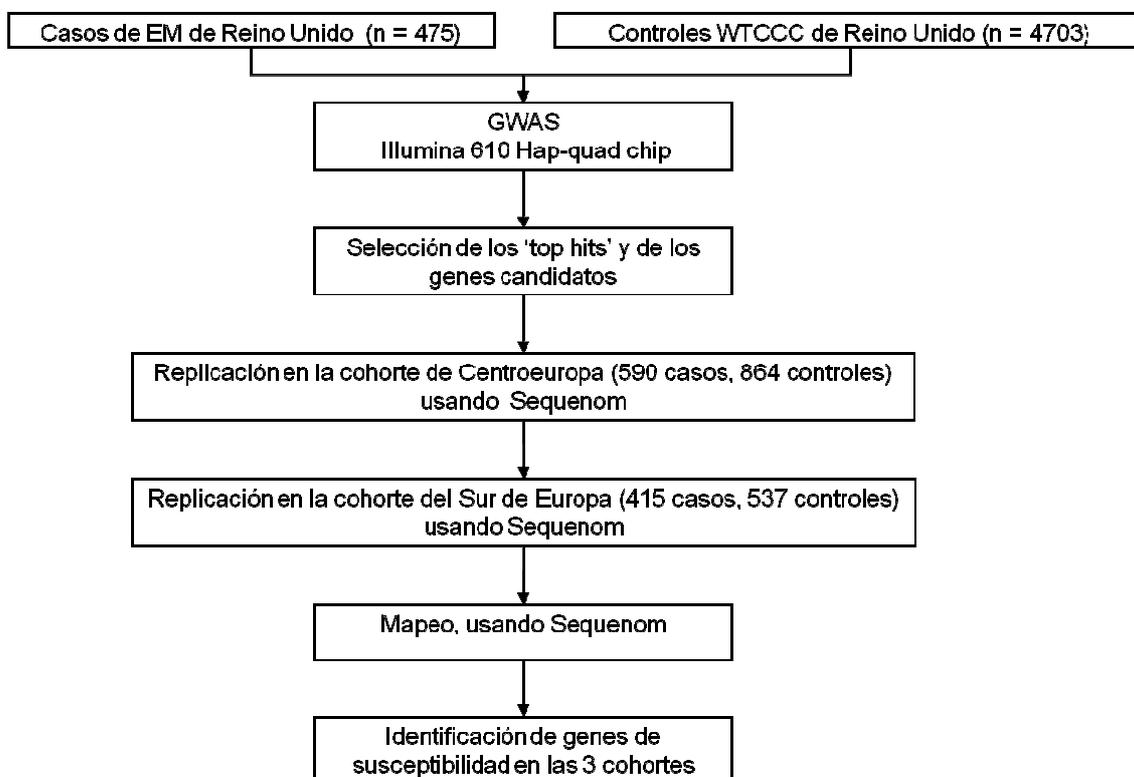 Casos de EM de Reino Unido (n = 475)
Controles WTCCC de Reino Unido (n = 4703)
GWAS
Illumina 610 Hap-quad chip
Selección de los 'top hits' y de los
genes candidatos
Replicación en la cohorte de Centroeuropa (590 casos, 864 controles)
usando Sequenom
Replicación en la cohorte del Sur de Europa (415 casos, 537 controles)
usando Sequenom
Mapeo, usando Sequenom
Identificación de genes de
susceptibilidad en las 3 cohortes